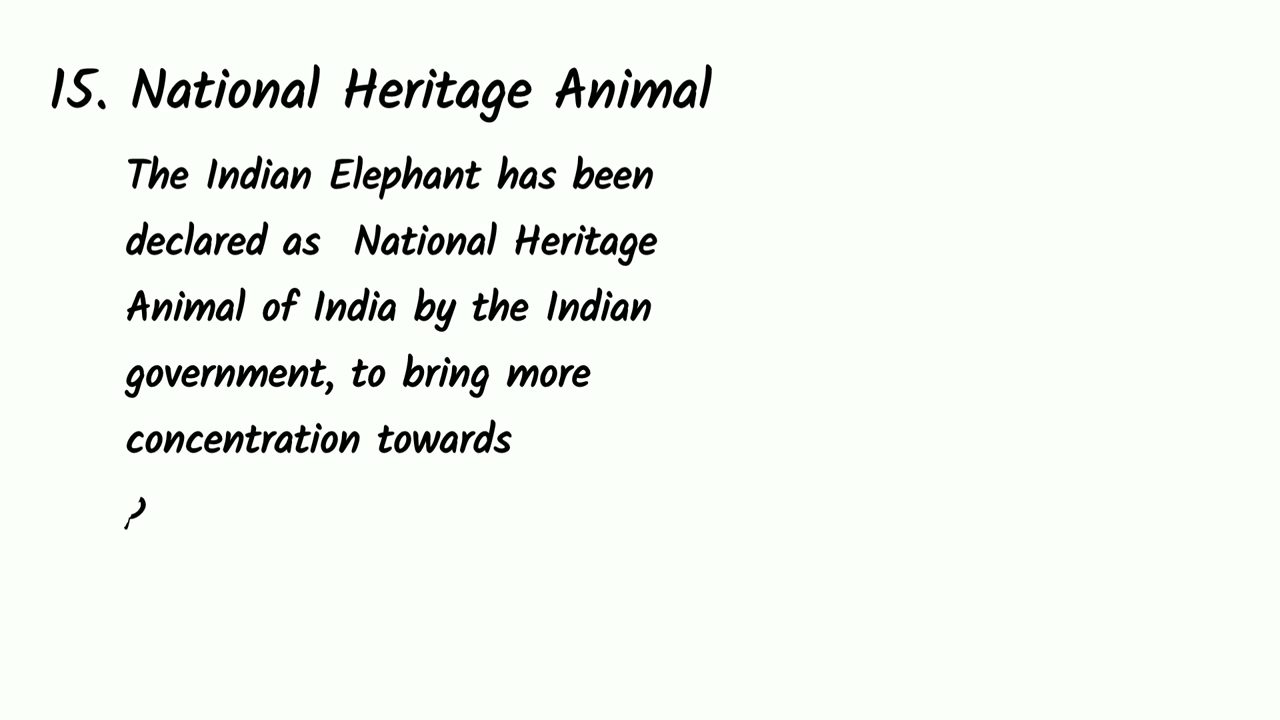 15. National Heritage Animal
The Indian Elephant has been
declared as  National Heritage
Animal of India by the Indian
government, to bring more
concentration towards